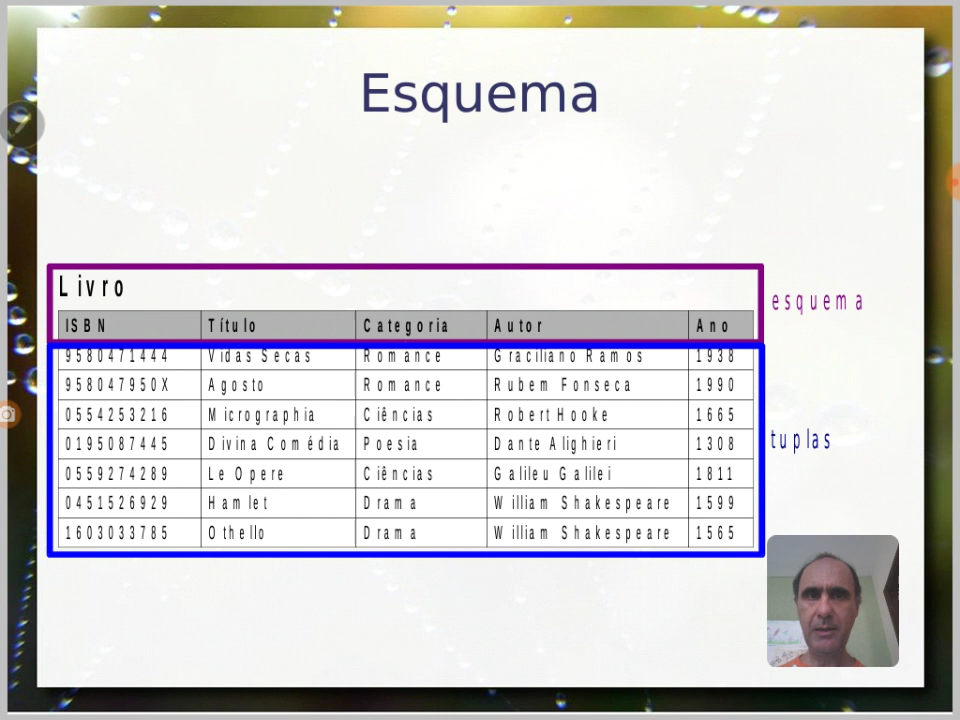 Esquema
Livro
esquema
ISBN Título Categoria Autor Ano
9580471444 Vidas Secas Romance Graciliano Ramos 1938
958047950X Agosto Romance Rubem Fonseca 1990
0554253216 Micrographia Ciências Robert Hooke 1665
0195087445 Divina Comédia Poesia Dante Alighieri 1308
tuplas
0559274289 Le Opere Ciências Galileu Galilei 1811
0451526929 Hamlet Drama William Shakespeare 1599
1603033785 Othello Drama William Shakespeare 1565